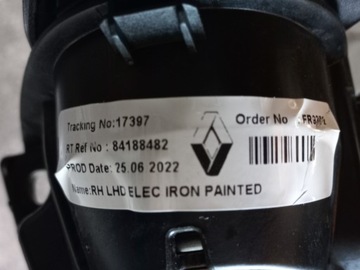 Tracking No:17397
Order No :
RT Ref No : 84188482
PROD Date: 25.06 2022
Name:RH LHD ELEC IRON PAINTED